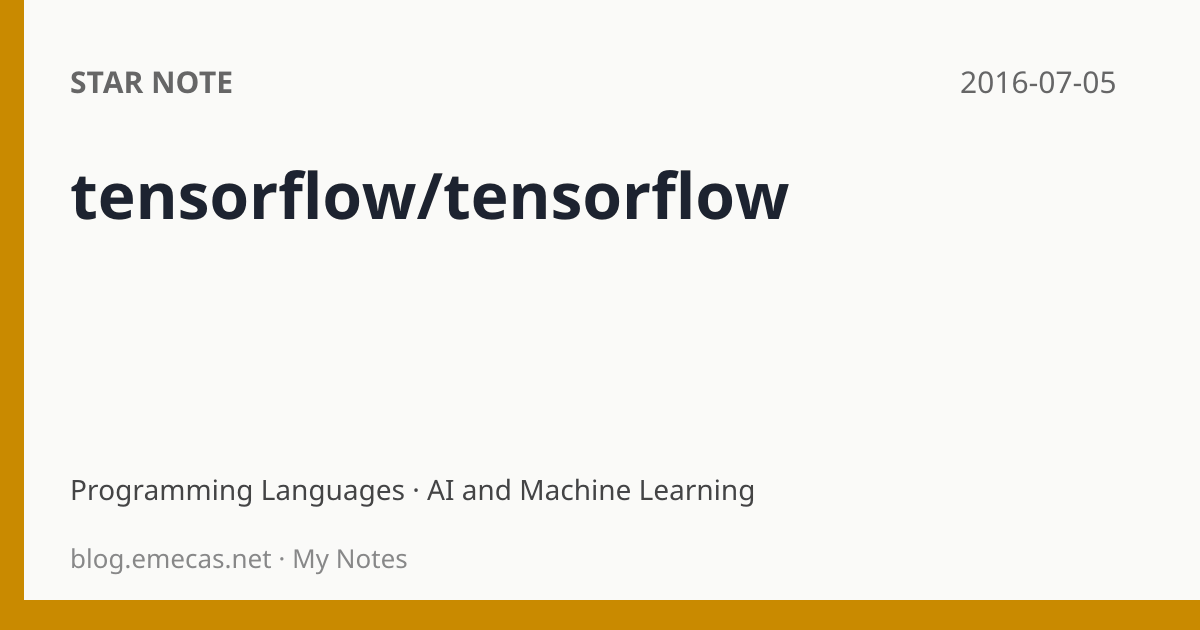 STAR NOTE
2016-07-05
tensorflow/tensorflow
Programming Languages · AI and Machine Learning
blog.emecas.net · My Notes